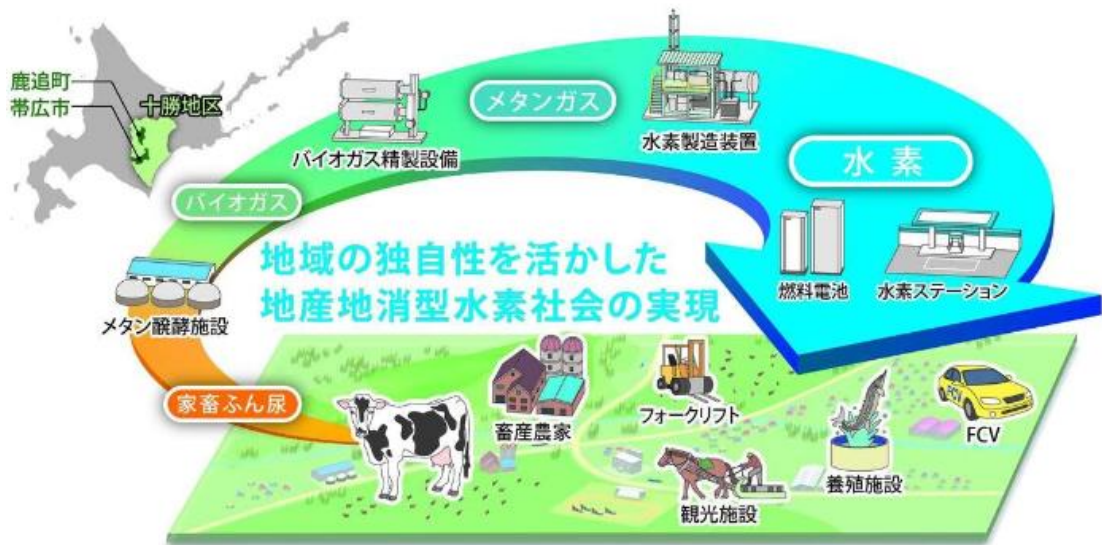 鹿追町
帯広市
十勝地区
バイオガス精製設備
メタンガス
水素製造装置
水素
バイオガス
地域の独自性を活かした
地産地消型水素社会の実現
燃料電池
水素ステーション
メタン醗酵施設
家畜ふん尿
畜産農家
フォークリフト
FCV
養殖施設
観光施設